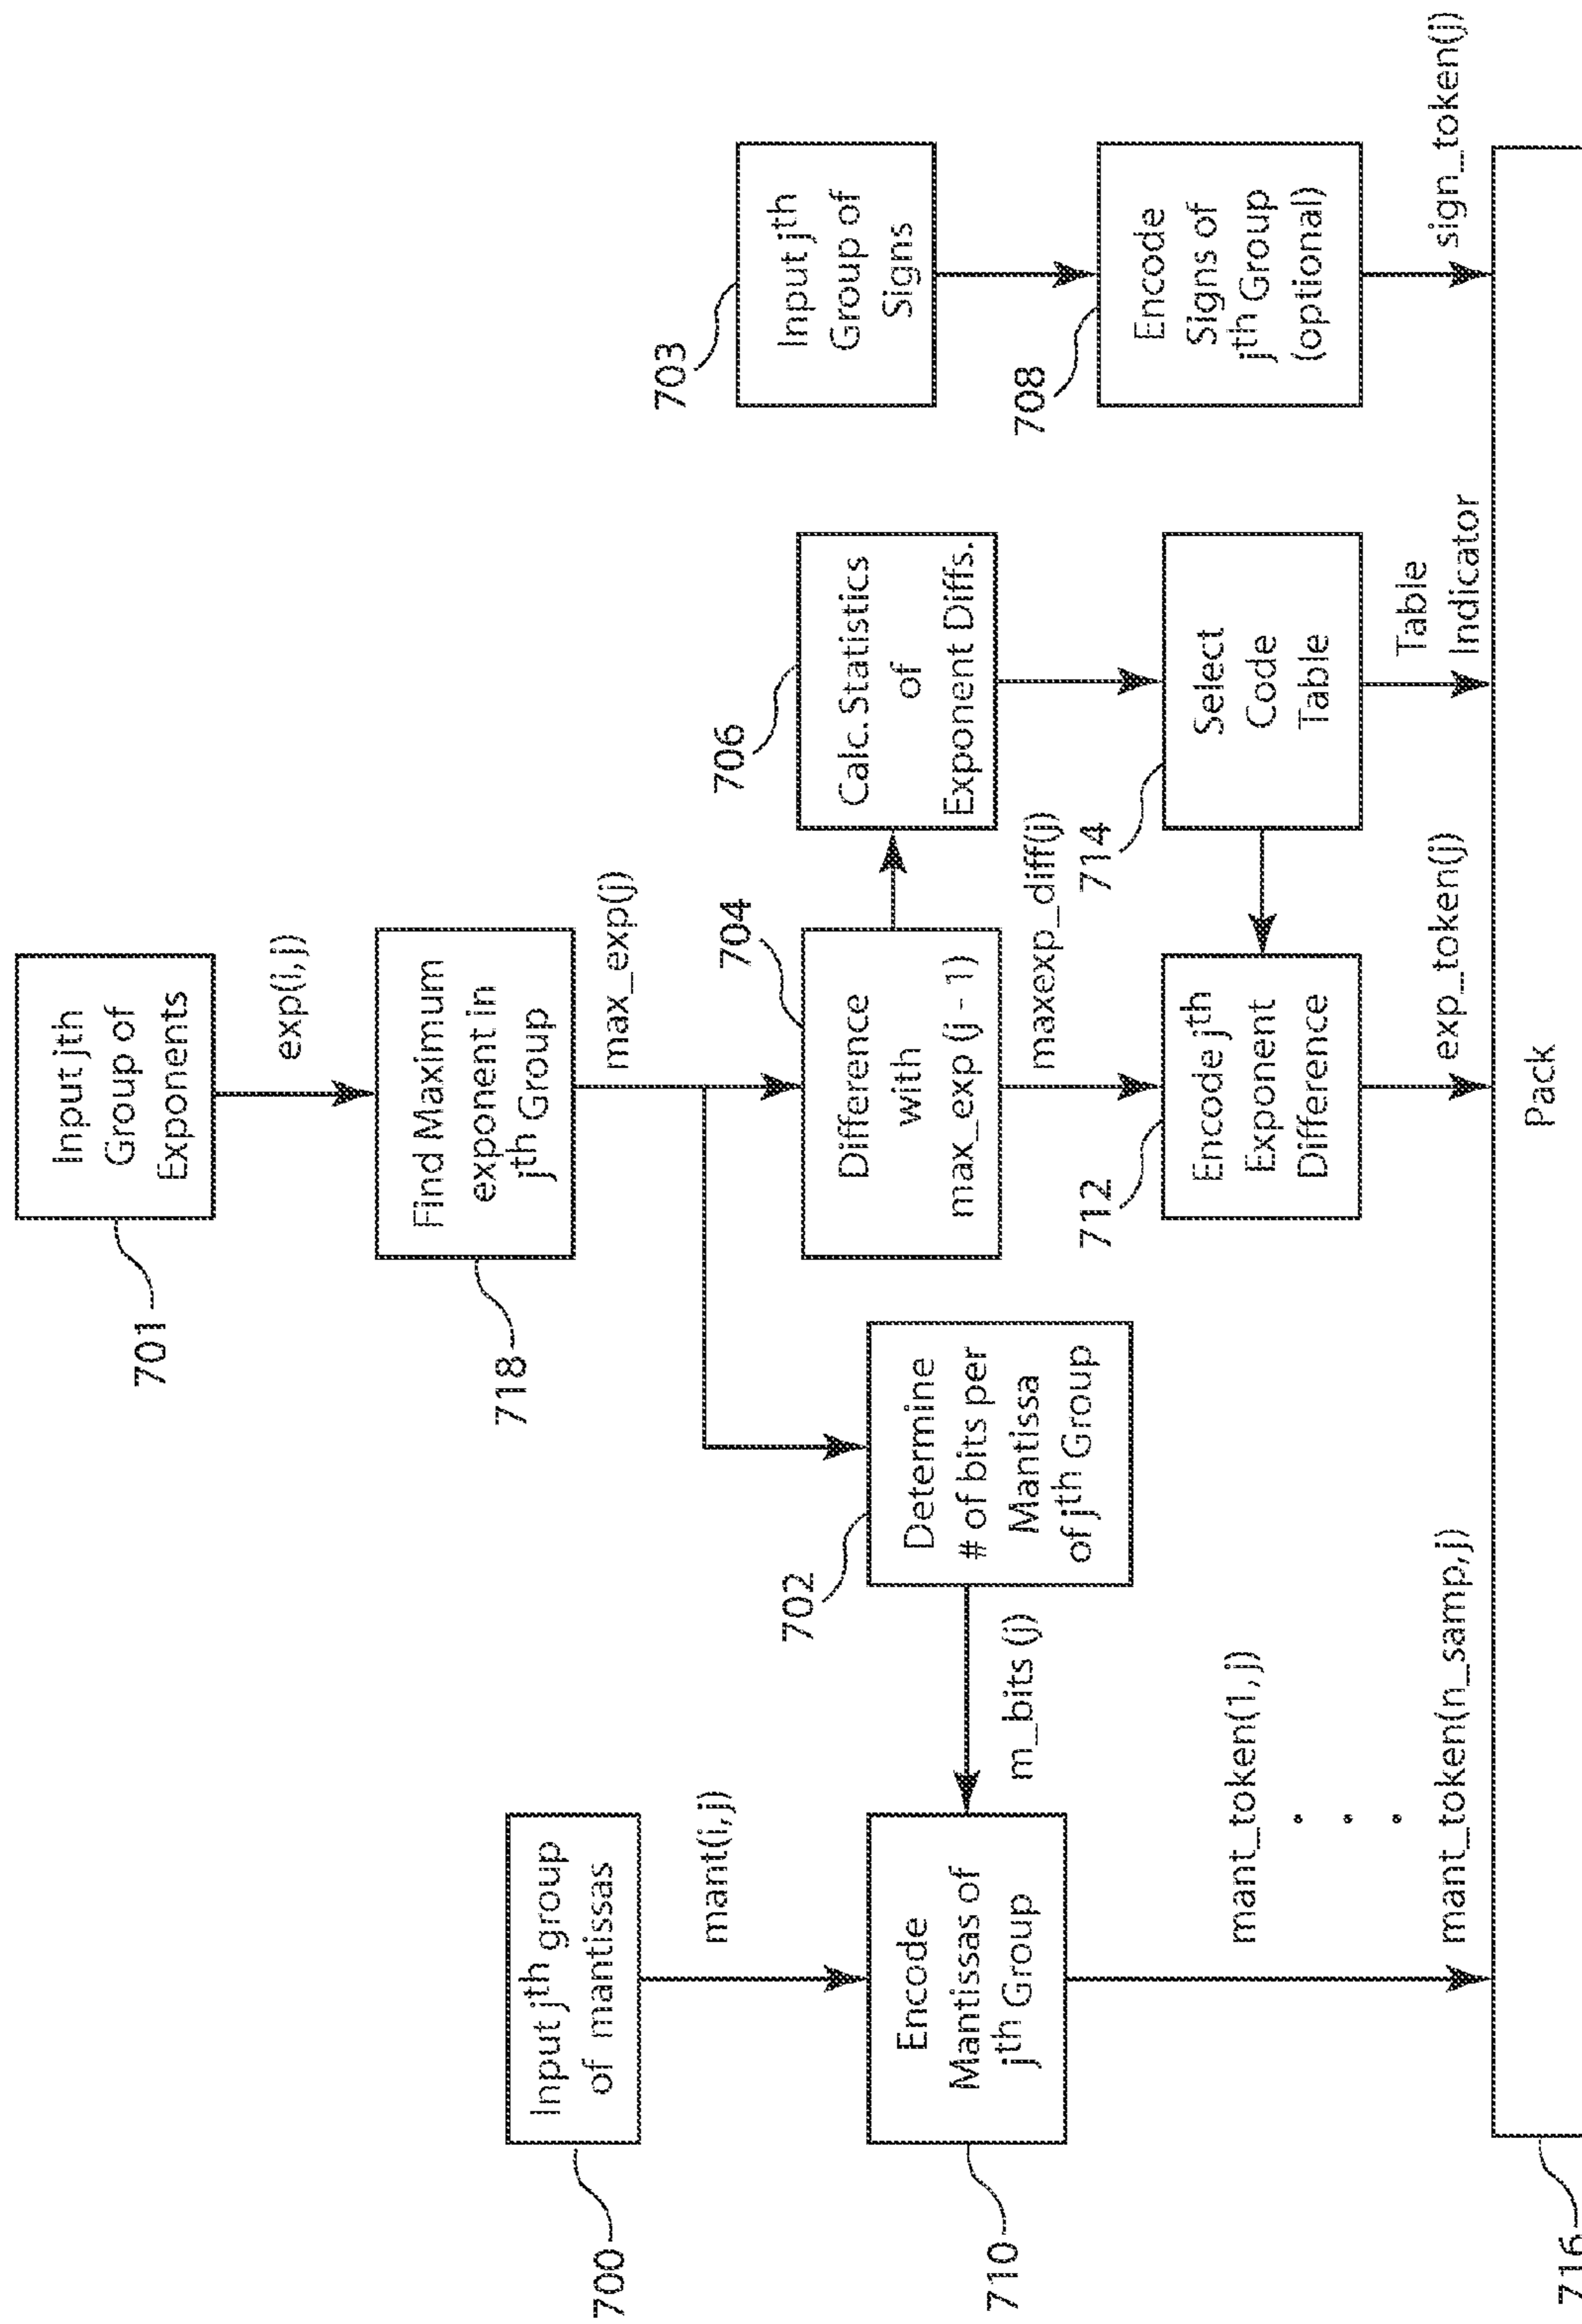 701
Input jth
Group of
Exponents
exp(i,j)
718
Find Maximum
exponent in
jth Group
max_exp(j)
700
Input jth group
of mantissas
mant(i,j)
702
Determine
# of bits per
Mantissa
of jth Group
m_bits (j)
704
Difference
with
max_exp (j - 1)
maxexp_diff(j)
706
Calc. Statistics
of
Exponent Diffs.
703
Input jth
Group of
Signs
710
Encode
Mantissas of
jth Group
712
Encode jth
Exponent
Difference
714
Select
Code
Table
708
Encode
Signs of
jth Group
(optional)
mant_token(1,j)
mant_token(n_samp,j)
exp_token(j)
Table
Indicator
sign_token(j)
716
Pack